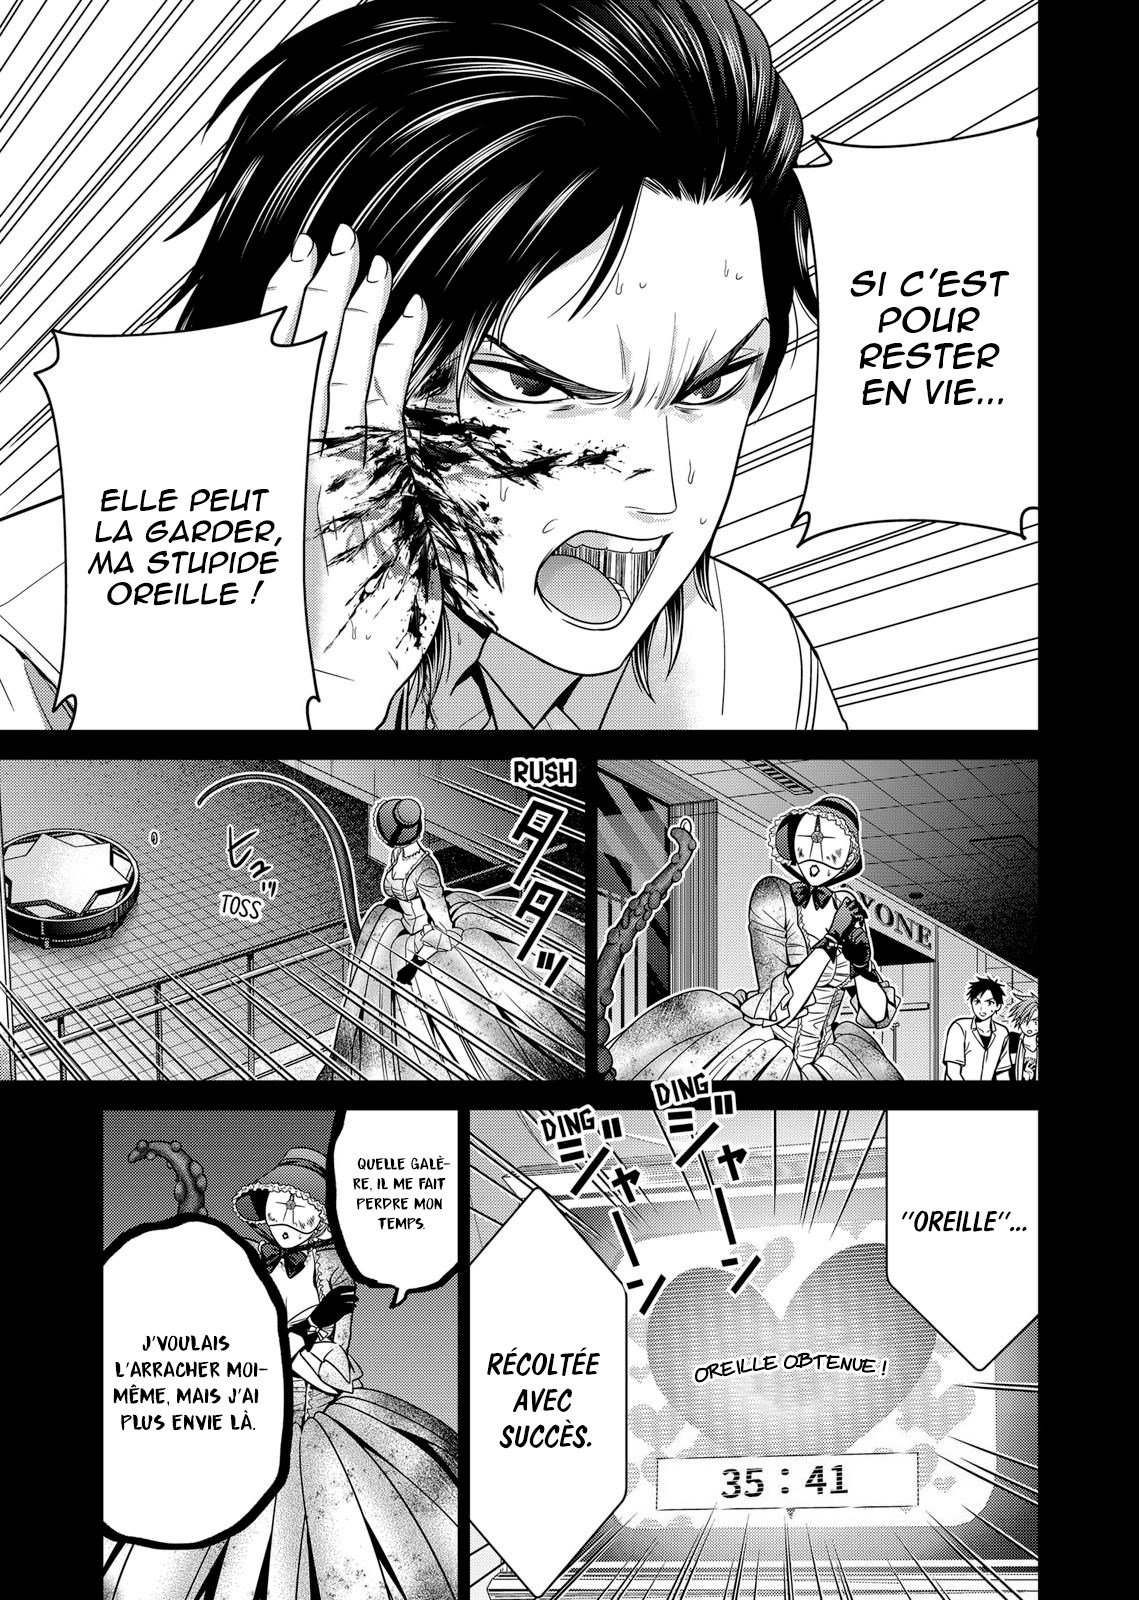 SI C'EST
POUR
RESTER
EN VIE...
ELLE PEUT
LA GARDER,
MA STUPIDE
OREILLE !
VONE
RUSH
タタタタッ
ヒュッ
TOSS
"OREILLE"...
DING
DING
ジャーン
ジャーン
OREILLE OBTENUE !
35:41
RÉCOLTÉE
AVEC
SUCCÈS.
QUELLE GALÈ-
RE, IL ME FAIT
PERDRE MON
TEMPS.
J'VOULAIS
L'ARRACHER MOI-
MÊME, MAIS J'AI
PLUS ENVIE LÀ.